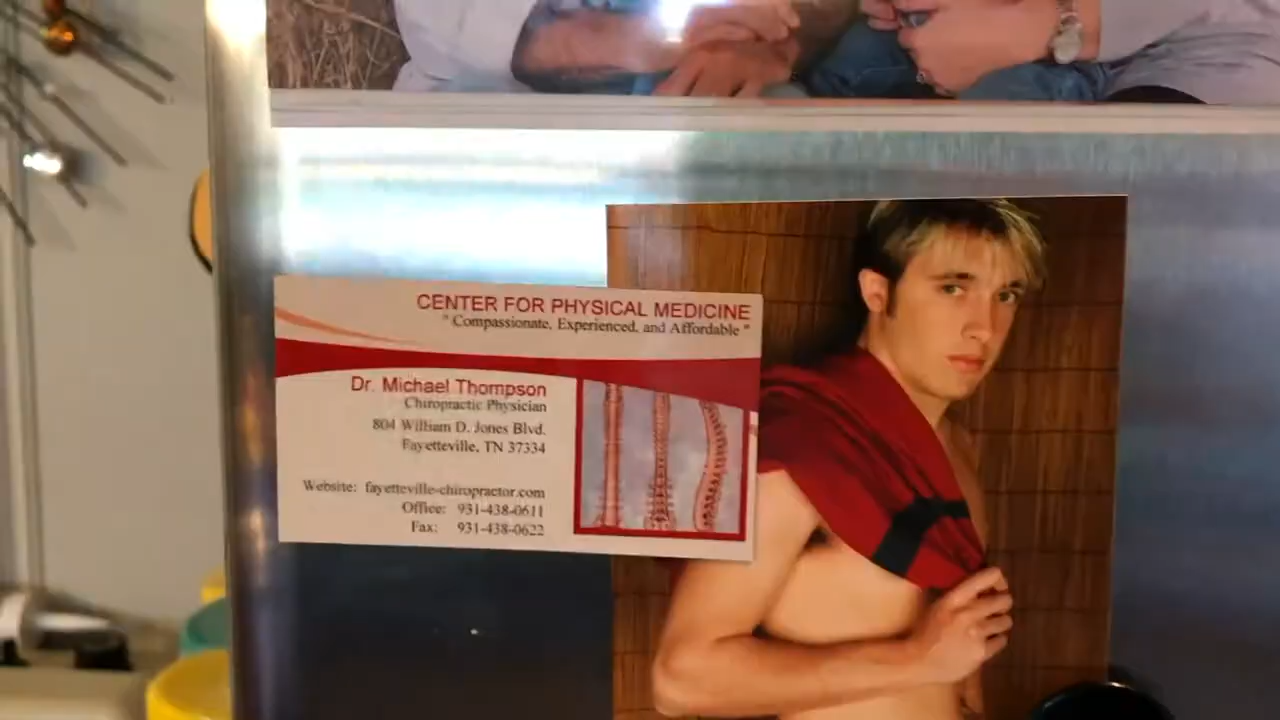 CENTER FOR PHYSICAL MEDICINE
" Compassionate, Experienced, and Affordable "
Dr. Michael Thompson
Chiropractic Physician
804 William D. Jones Blvd.
Fayetteville, TN 37334
Website: fayetteville-chiropractor.com
Office: 931-438-0611
Fax: 931-438-0622